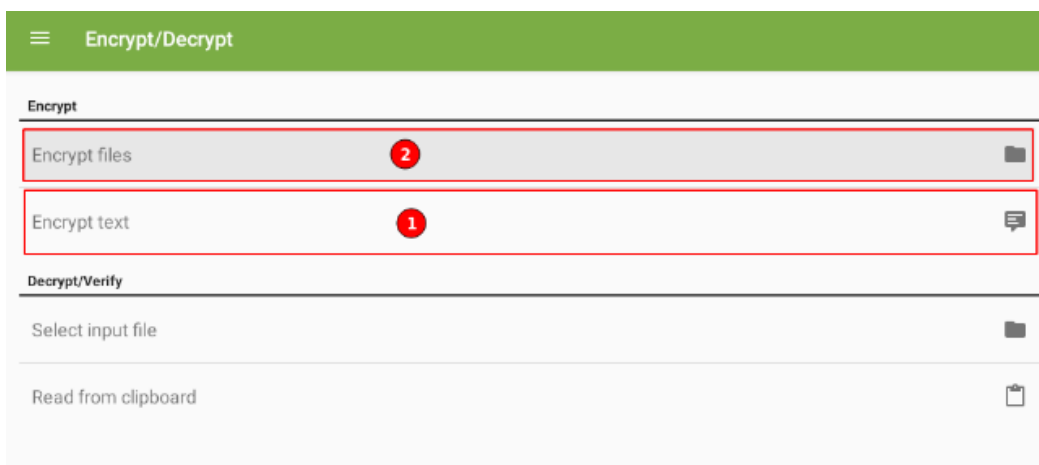 Encrypt/Decrypt
Encrypt
Encrypt files 2
Encrypt text 1
Decrypt/Verify
Select input file
Read from clipboard